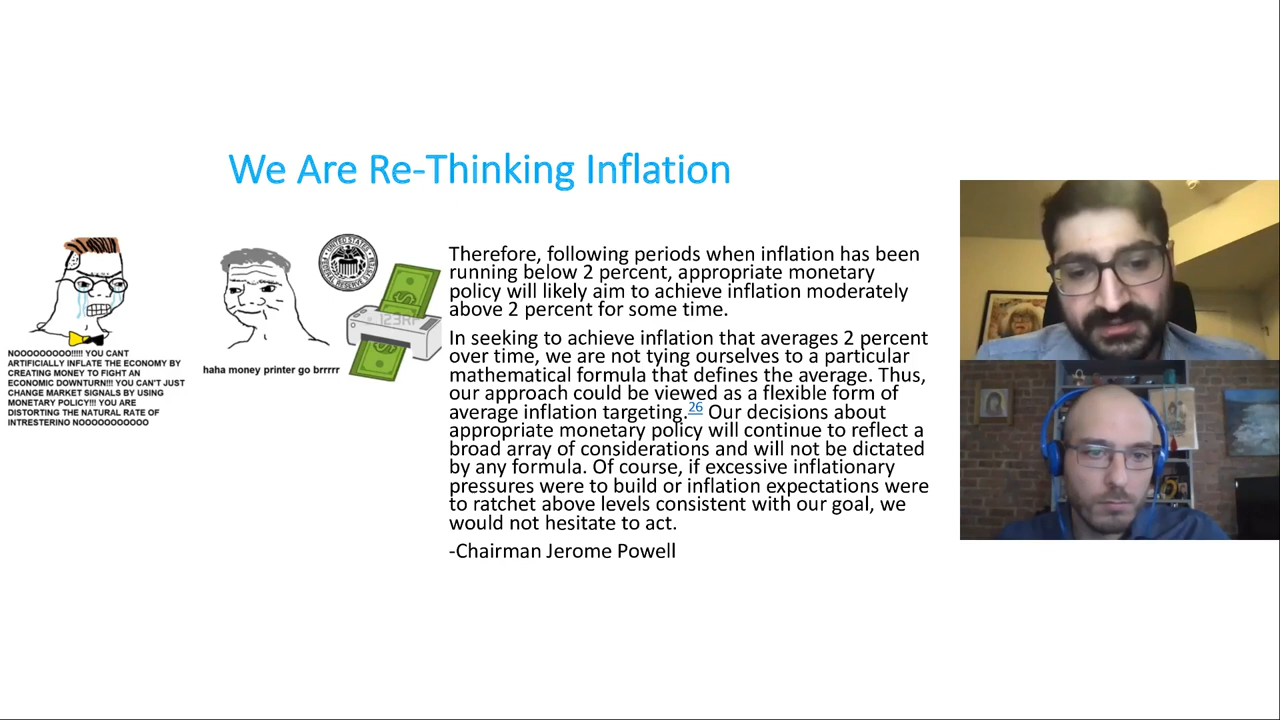 We Are Re-Thinking Inflation
NOOOOOOOOO!!!!! YOU CANT
ARTIFICIALLY INFLATE THE ECONOMY BY
CREATING MONEY TO FIGHT AN
ECONOMIC DOWNTURN!!! YOU CAN'T JUST
CHANGE MARKET SIGNALS BY USING
MONETARY POLICY!!! YOU ARE
DISTORTING THE NATURAL RATE OF
INTRESTERINO NOOOOOOOOOOO
haha money printer go brrrrr
Therefore, following periods when inflation has been
running below 2 percent, appropriate monetary
policy will likely aim to achieve inflation moderately
above 2 percent for some time.
In seeking to achieve inflation that averages 2 percent
over time, we are not tying ourselves to a particular
mathematical formula that defines the average. Thus,
our approach could be viewed as a flexible form of
average inflation targeting.26 Our decisions about
appropriate monetary policy will continue to reflect a
broad array of considerations and will not be dictated
by any formula. Of course, if excessive inflationary
pressures were to build or inflation expectations were
to ratchet above levels consistent with our goal, we
would not hesitate to act.
-Chairman Jerome Powell